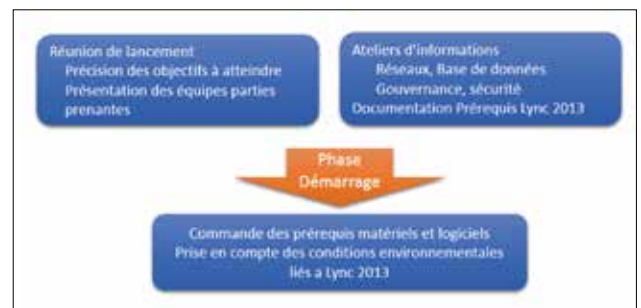 Réunion de lancement
Précision des objectifs à atteindre
Présentation des équipes parties
prenantes
Ateliers d'informations
Réseaux, Base de données
Gouvernance, sécurité
Documentation Prérequis Lync 2013
Phase
Démarrage
Commande des prérequis matériels et logiciels
Prise en compte des conditions environnementales
liés a Lync 2013